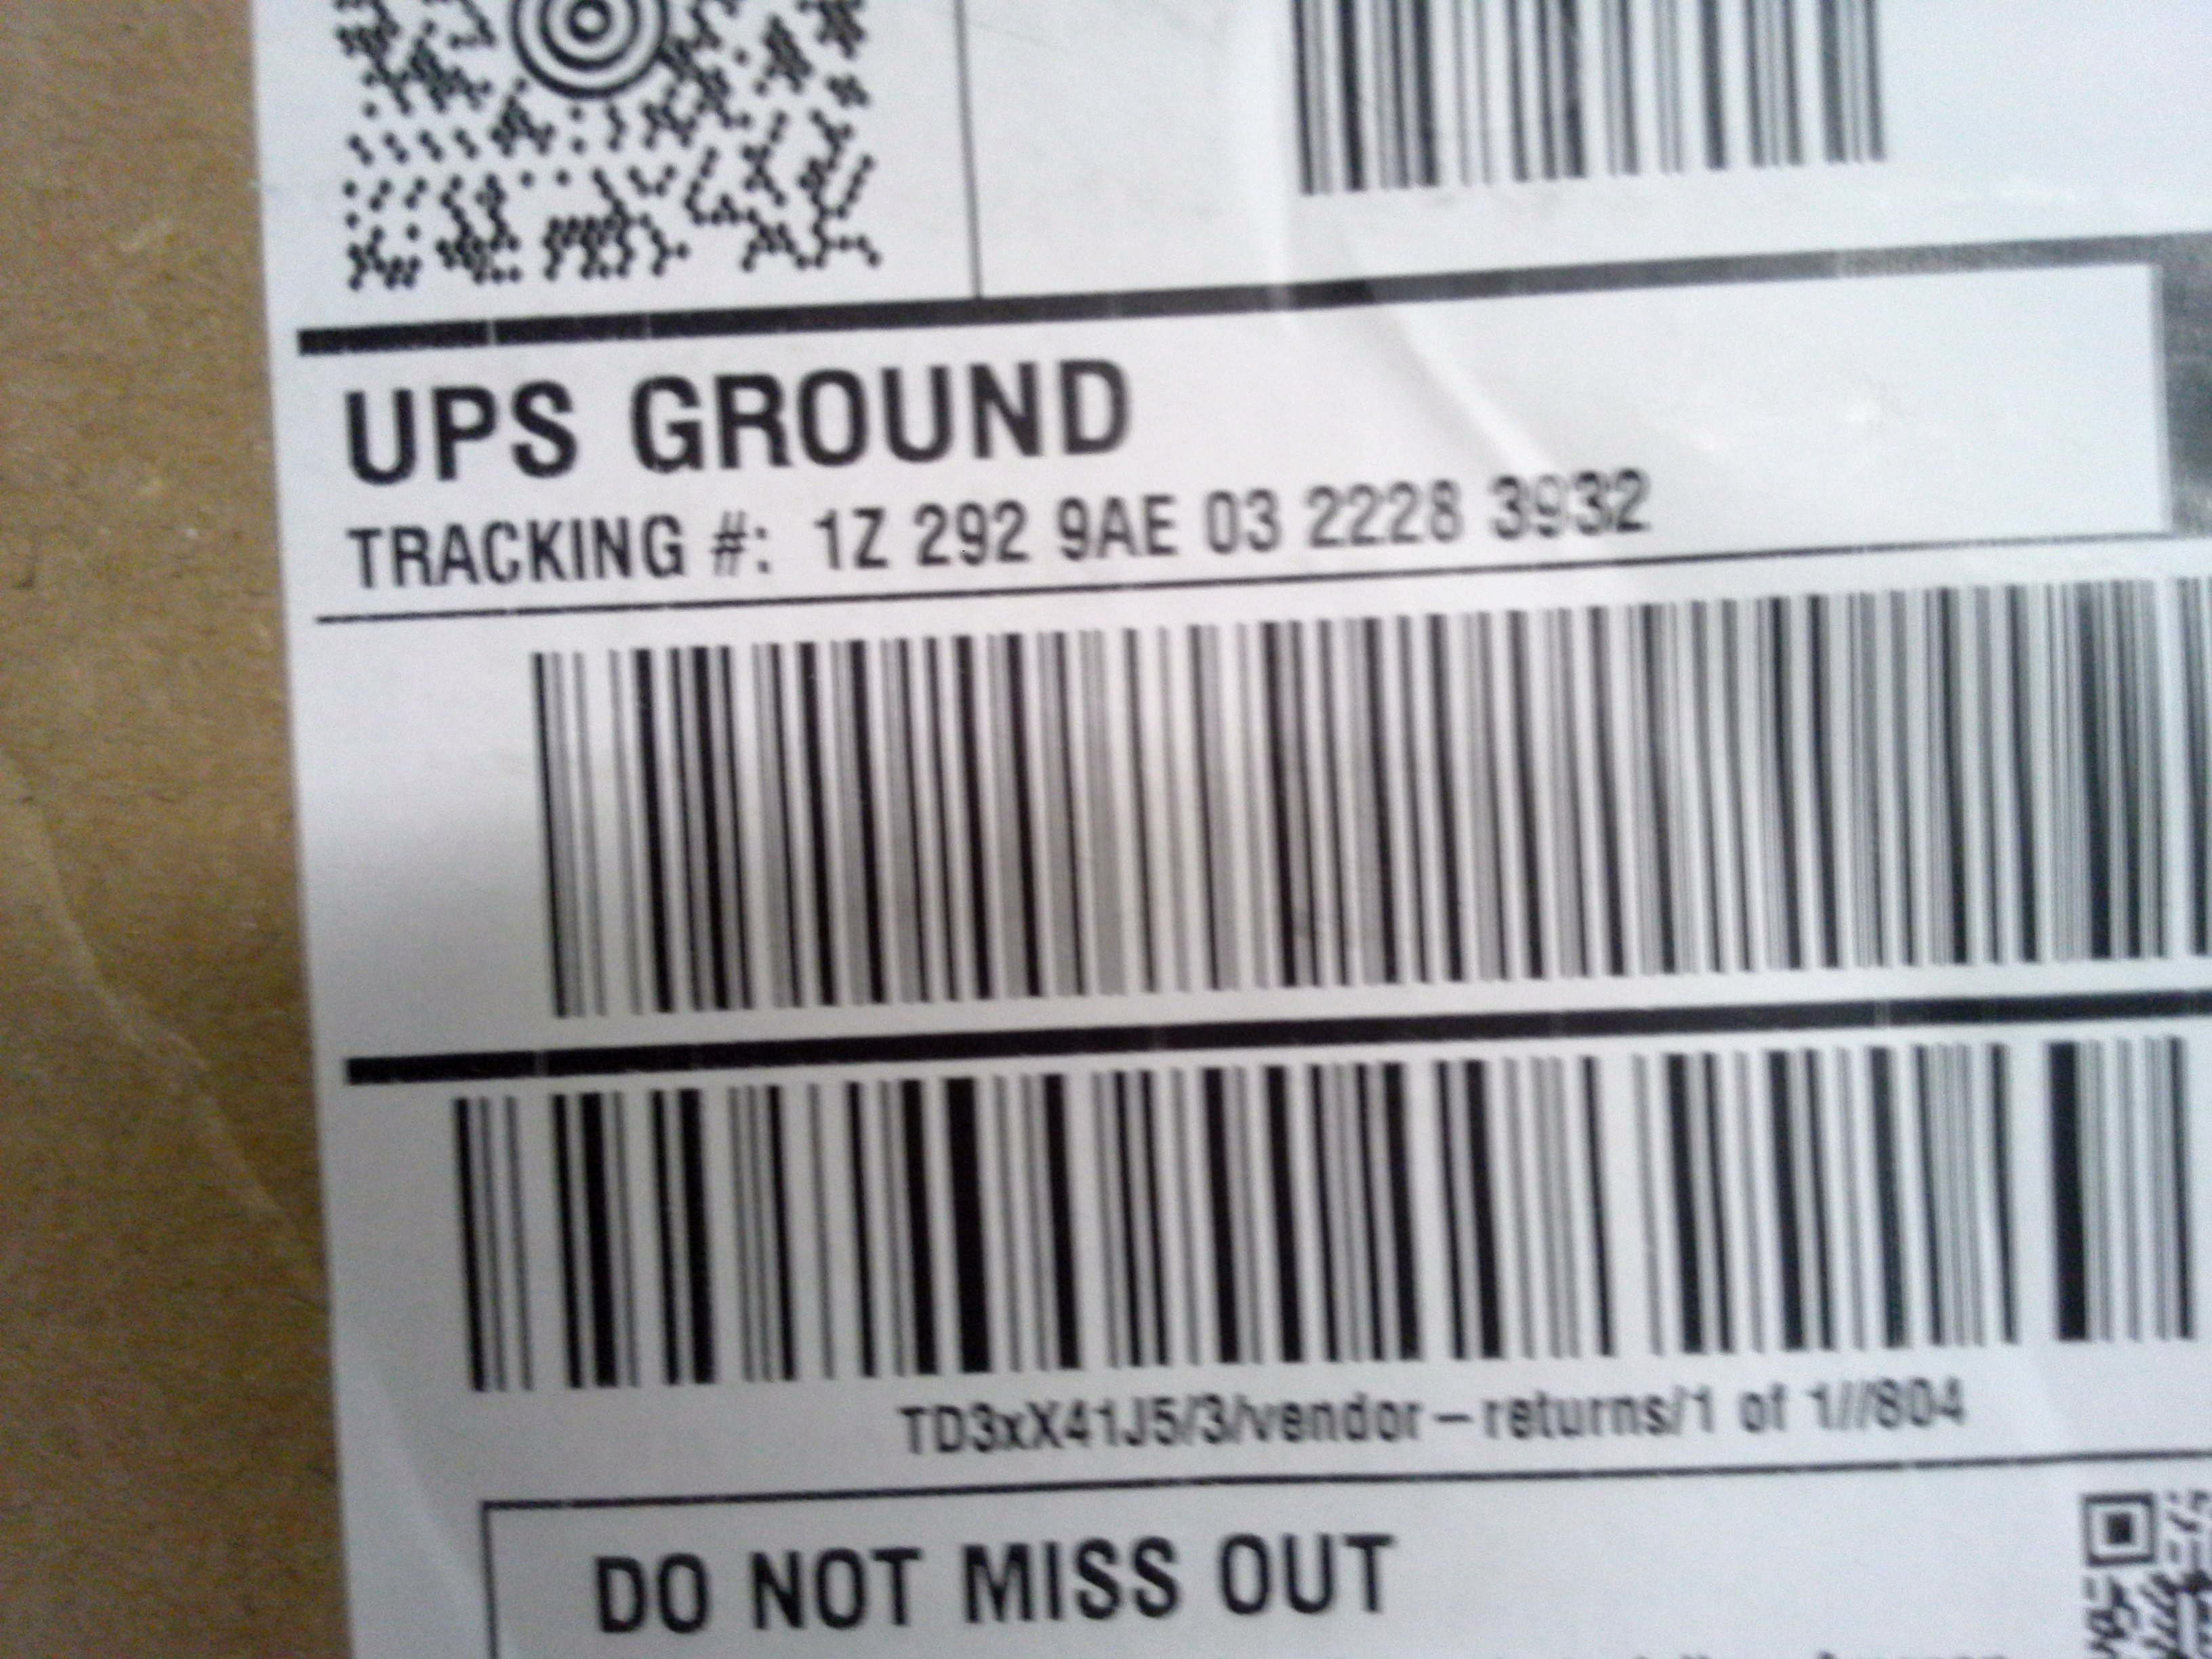 UPS GROUND
TRACKING #: 1Z 292 9AE 03 2228 3932
TD3xX41J5/3/vendor-returns/1 of 1///804
DO NOT MISS OUT